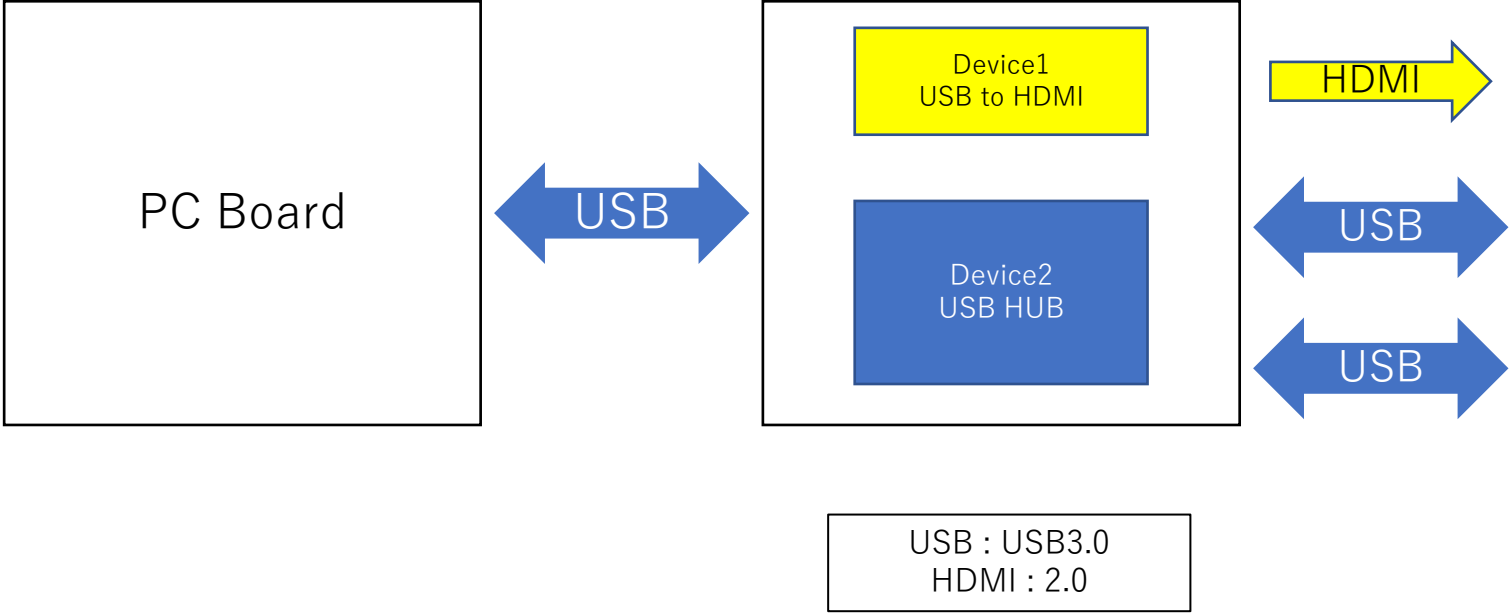 PC Board
USB
Device1
USB to HDMI
Device2
USB HUB
HDMI
USB
USB
USB : USB3.0
HDMI : 2.0